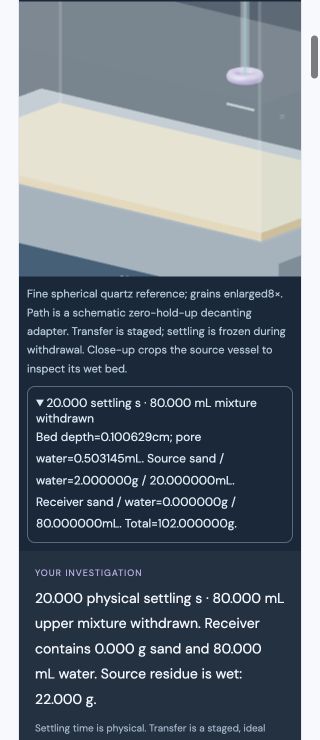 Fine spherical quartz reference; grains enlarged8×.
Path is a schematic zero-hold-up decanting
adapter. Transfer is staged; settling is frozen during
withdrawal. Close-up crops the source vessel to
inspect its wet bed.
▼ 20.000 settling s · 80.000 mL mixture
withdrawn
Bed depth=0.100629cm; pore
water=0.503145mL. Source sand /
water=2.000000g / 20.000000mL.
Receiver sand / water=0.000000g /
80.000000mL. Total=102.000000g.
YOUR INVESTIGATION
20.000 physical settling s · 80.000 mL
upper mixture withdrawn. Receiver
contains 0.000 g sand and 80.000
mL water. Source residue is wet:
22.000 g.
Settling time is physical. Transfer is a staged, ideal